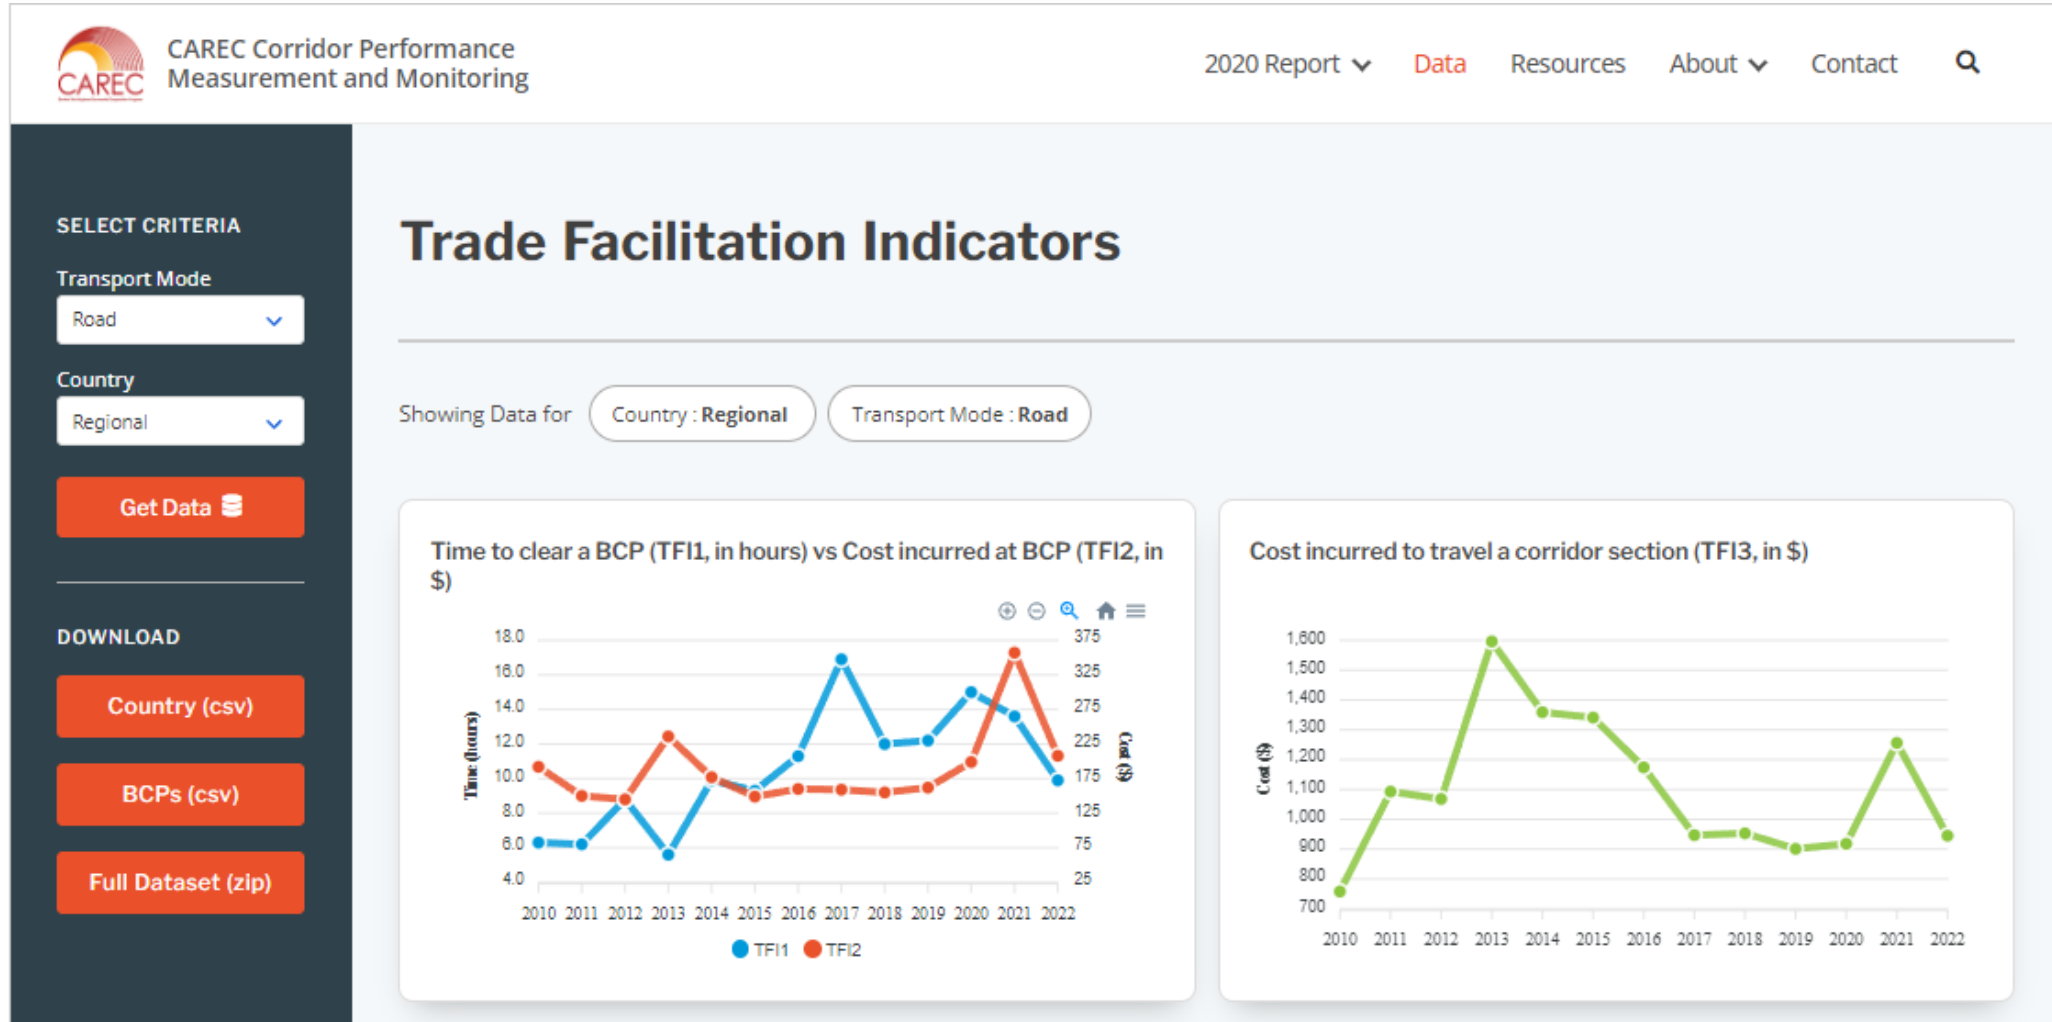 CAREC
CAREC Corridor Performance
Measurement and Monitoring
2020 Report
Data
Resources
About
Contact
SELECT CRITERIA
Transport Mode
Road
Country
Regional
Get Data
DOWNLOAD
Country (csv)
BCPs (csv)
Full Dataset (zip)
Trade Facilitation Indicators
Showing Data for
Country : Regional
Transport Mode : Road
Time to clear a BCP (TFI1, in hours) vs Cost incurred at BCP (TFI2, in
$)
18.0
16.0
14.0
12.0
10.0
8.0
6.0
4.0
Time (hours)
375
325
275
225
175
125
75
25
Cost ($)
2010 2011 2012 2013 2014 2015 2016 2017 2018 2019 2020 2021 2022
TFI1 TFI2
Cost incurred to travel a corridor section (TFI3, in $)
1,600
1,500
1,400
1,300
1,200
1,100
1,000
900
800
700
Cost ($)
2010 2011 2012 2013 2014 2015 2016 2017 2018 2019 2020 2021 2022